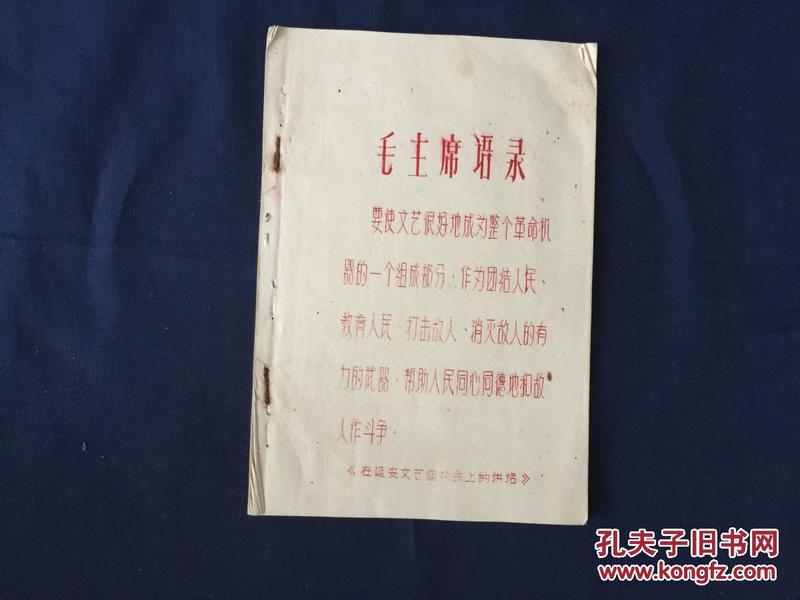 毛主席语录
要使文艺很好地成为整个革命机
器的一个组成部分，作为团结人民、
教育人民、打击敌人、消灭敌人的有
力的武器，帮助人民同心同德地和敌
人作斗争。
《在延安文艺座谈会上的讲话》
孔夫子旧书网
www.kongfz.com